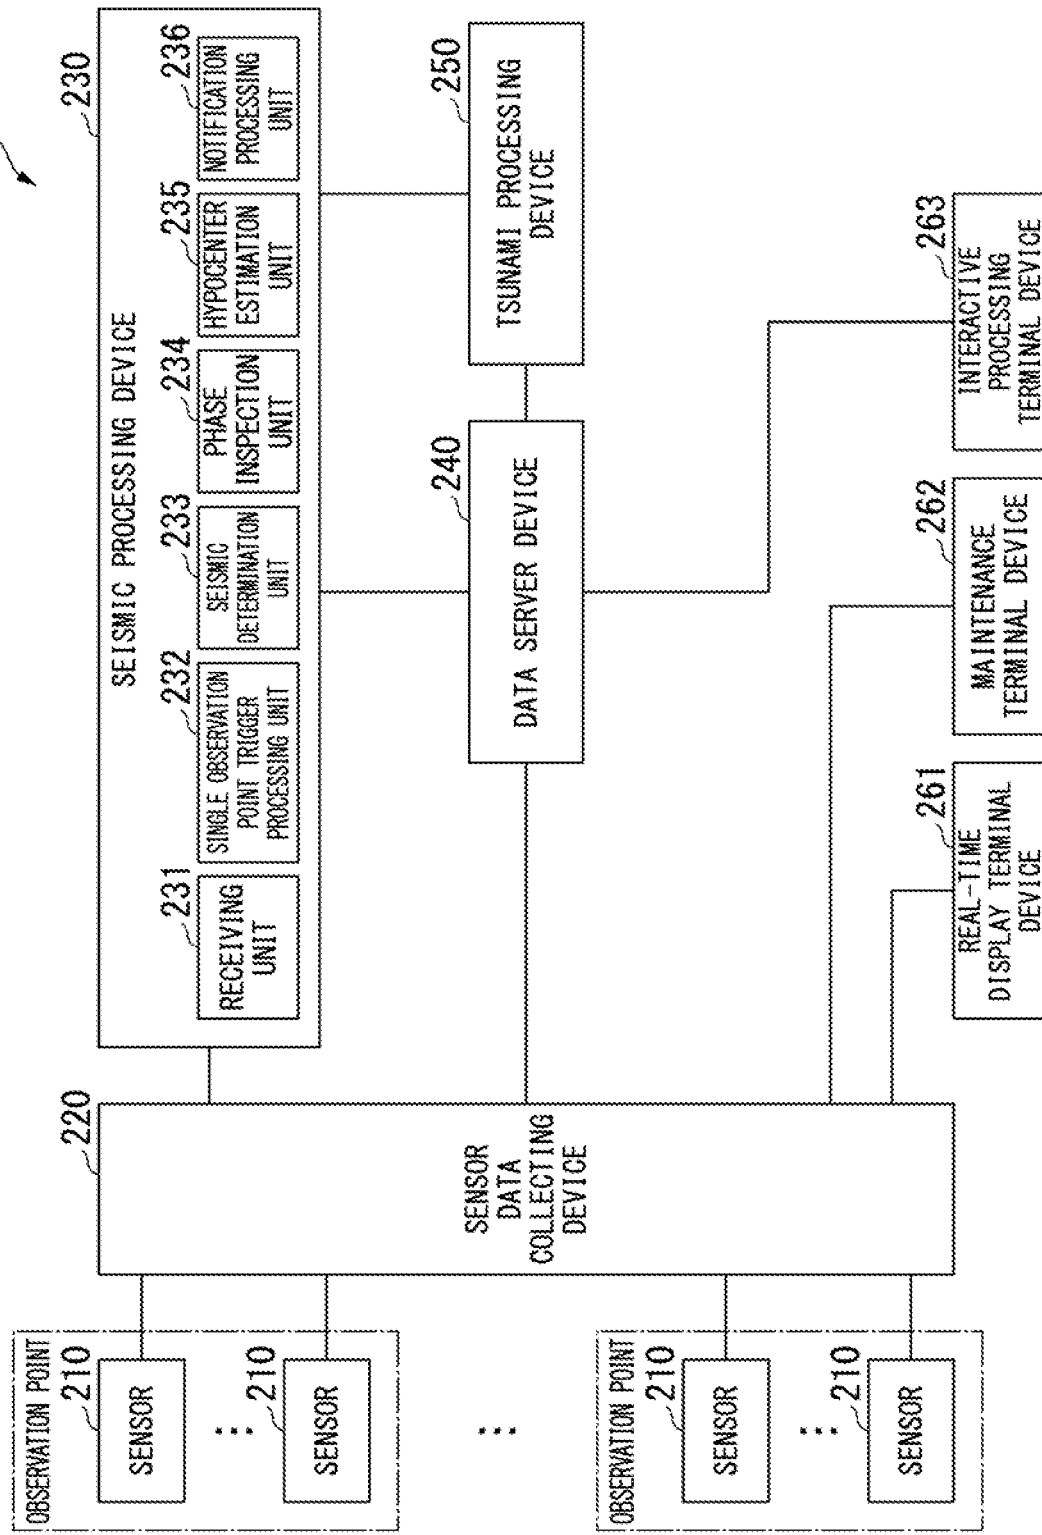 OBSERVATION POINT
210
SENSOR
210
SENSOR
OBSERVATION POINT
210
SENSOR
210
SENSOR
220
SENSOR
DATA
COLLECTING
DEVICE
230
SEISMIC PROCESSING DEVICE
231
RECEIVING
UNIT
232
SINGLE OBSERVATION
POINT TRIGGER
PROCESSING UNIT
233
SEISMIC
DETERMINATION
UNIT
234
PHASE
INSPECTION
UNIT
235
HYPOCENTER
ESTIMATION
UNIT
236
NOTIFICATION
PROCESSING
UNIT
240
DATA SERVER DEVICE
250
TSUNAMI PROCESSING
DEVICE
261
REAL-TIME
DISPLAY TERMINAL
DEVICE
262
MAINTENANCE
TERMINAL DEVICE
263
INTERACTIVE
PROCESSING
TERMINAL DEVICE